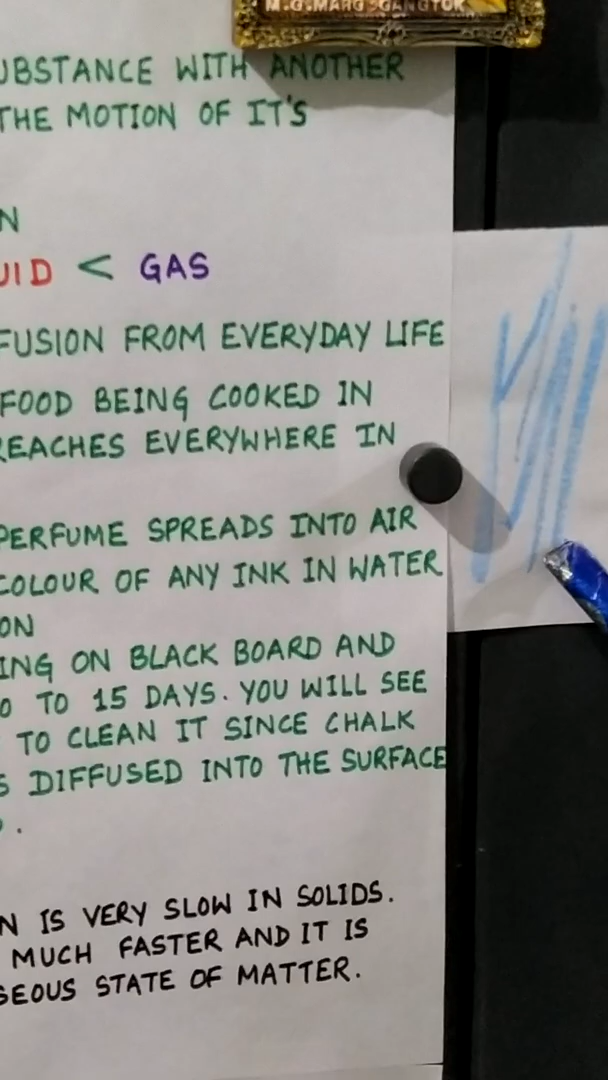 M.G.MARG-GANGTOK
UBSTANCE WITH ANOTHER
THE MOTION OF IT'S
N
UID < GAS
FUSION FROM EVERYDAY LIFE
FOOD BEING COOKED IN
REACHES EVERYWHERE IN
PERFUME SPREADS INTO AIR
COLOUR OF ANY INK IN WATER
ON
ING ON BLACK BOARD AND
O TO 15 DAYS. YOU WILL SEE
TO CLEAN IT SINCE CHALK
S DIFFUSED INTO THE SURFACE
.
N IS VERY SLOW IN SOLIDS.
MUCH FASTER AND IT IS
SEOUS STATE OF MATTER.